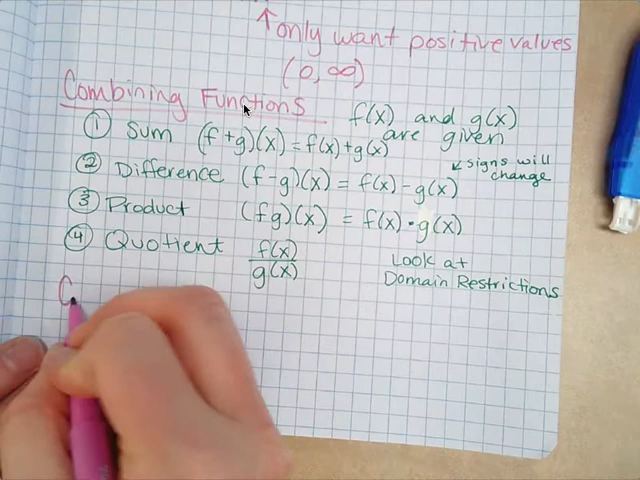 ↑only want positive values
(0, ∞)
Combining Functions
f(x) and g(x)
are given
① Sum (f+g)(x) = f(x)+g(x)
② Difference (f-g)(x) = f(x)-g(x)
↙signs will
change
③ Product (fg)(x) = f(x)·g(x)
④ Quotient f(x)
g(x)
Look at
Domain Restrictions
C